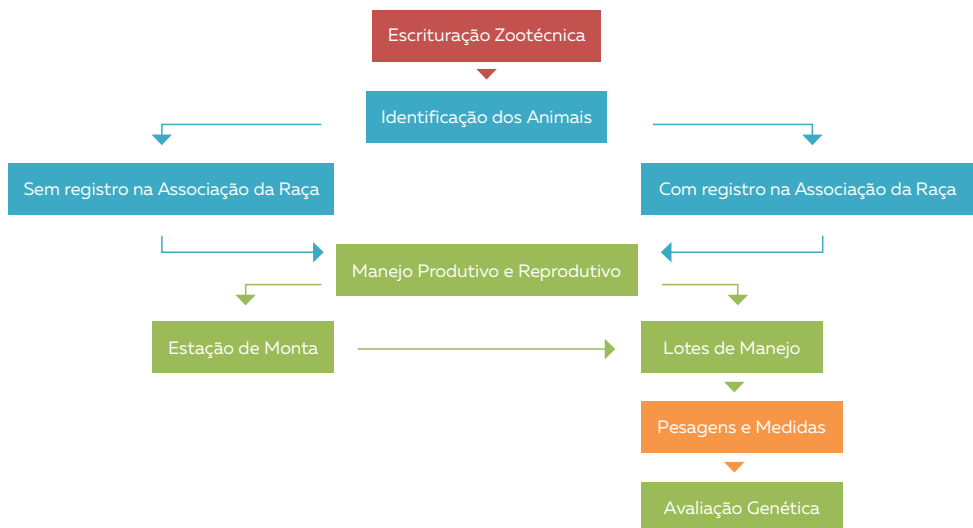 Escrituração Zootécnica
Identificação dos Animais
Sem registro na Associação da Raça
Com registro na Associação da Raça
Manejo Produtivo e Reprodutivo
Estação de Monta
Lotes de Manejo
Pesagens e Medidas
Avaliação Genética